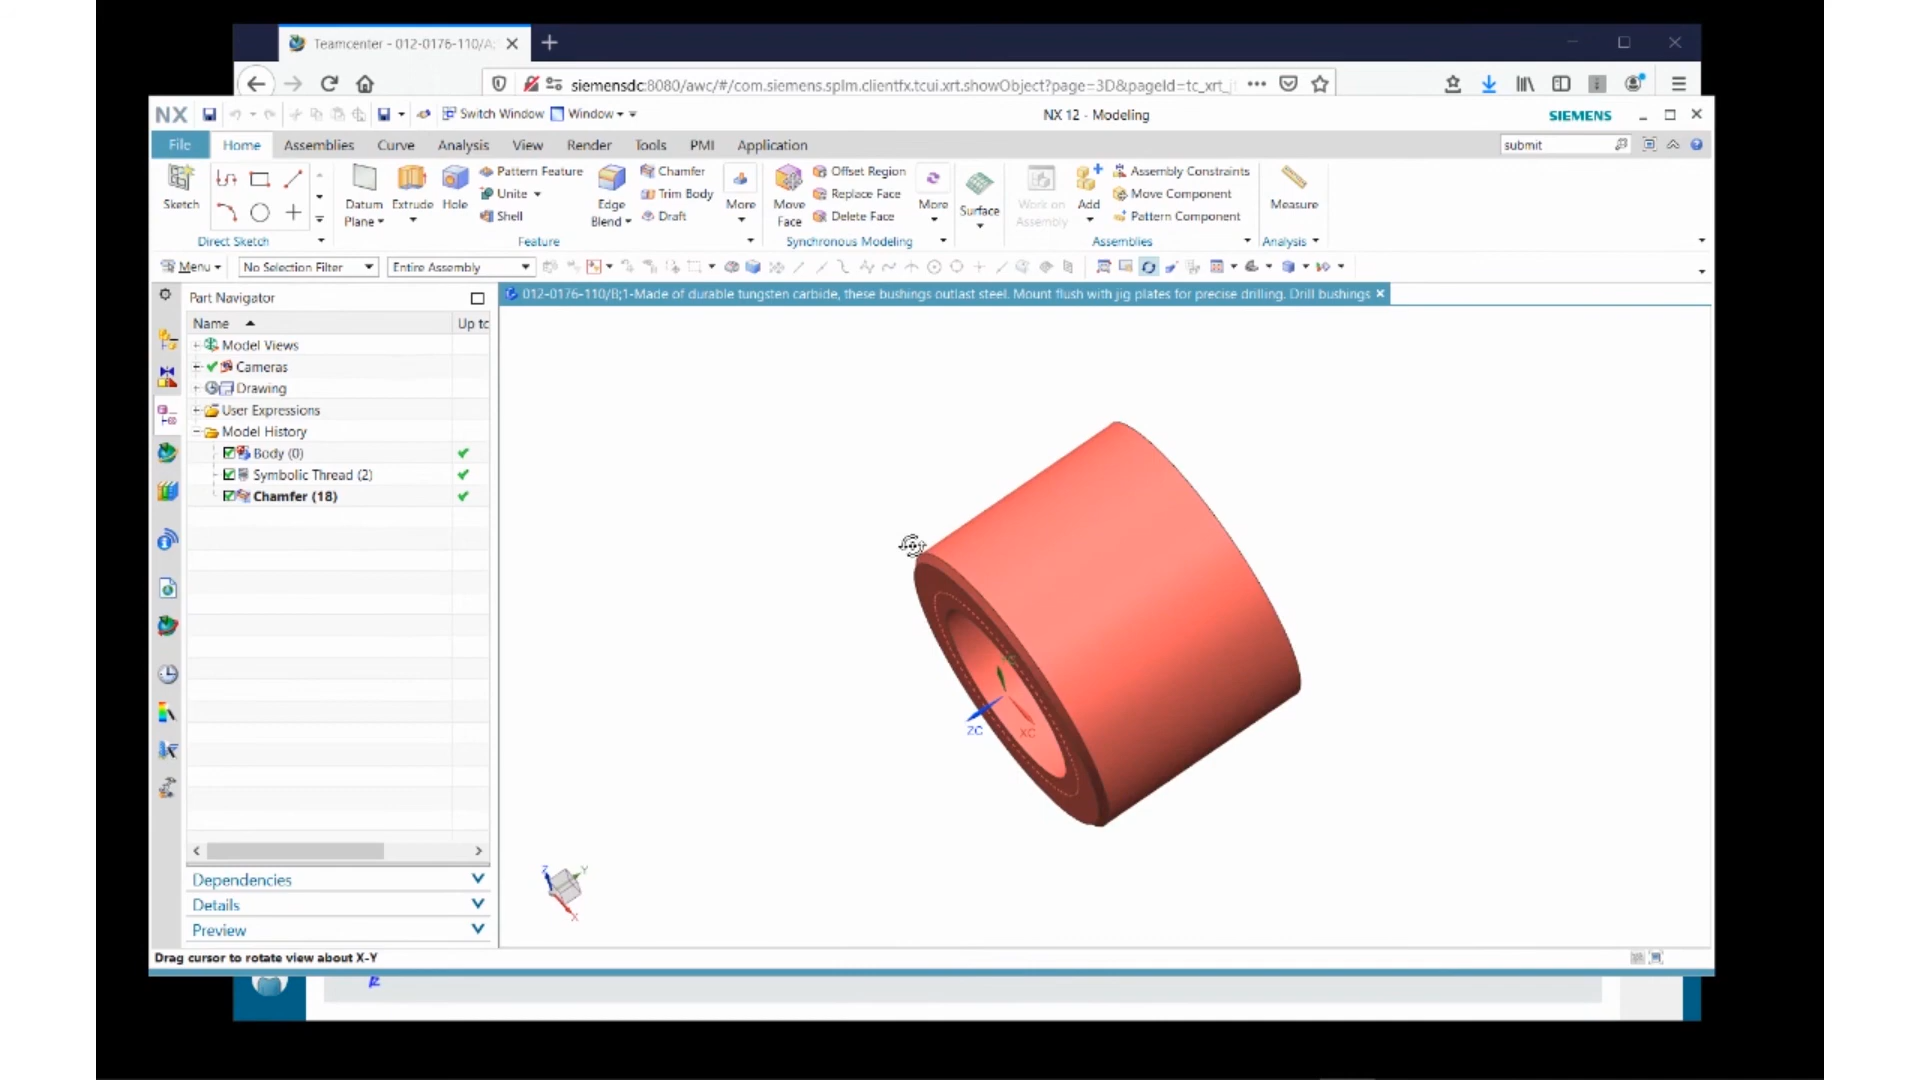 Teamcenter - 012-0176-110/A;
siemensdc:8080/awc/#/com.siemens.splm.clientfx.tcui.xrt.showObject?page=3D&pageId=tc_xrt_
NX Switch Window Window NX 12 - Modeling SIEMENS
File Home Assemblies Curve Analysis View Render Tools PMI Application submit
Sketch
Direct Sketch
Datum Plane
Extrude
Hole
Pattern Feature
Unite
Shell
Edge Blend
Chamfer
Trim Body
Draft
More
Feature
Move Face
Offset Region
Replace Face
Delete Face
More
Synchronous Modeling
Surface
Work on Assembly
Add
Assembly Constraints
Move Component
Pattern Component
Assemblies
Measure
Analysis
Menu No Selection Filter Entire Assembly
Part Navigator
012-0176-110/B;1-Made of durable tungsten carbide, these bushings outlast steel. Mount flush with jig plates for precise drilling. Drill bushings
Name Up to
Model Views
Cameras
Drawing
User Expressions
Model History
Body (0)
Symbolic Thread (2)
Chamfer (18)
ZC
XC
Z
Y
X
Dependencies
Details
Preview
Drag cursor to rotate view about X-Y